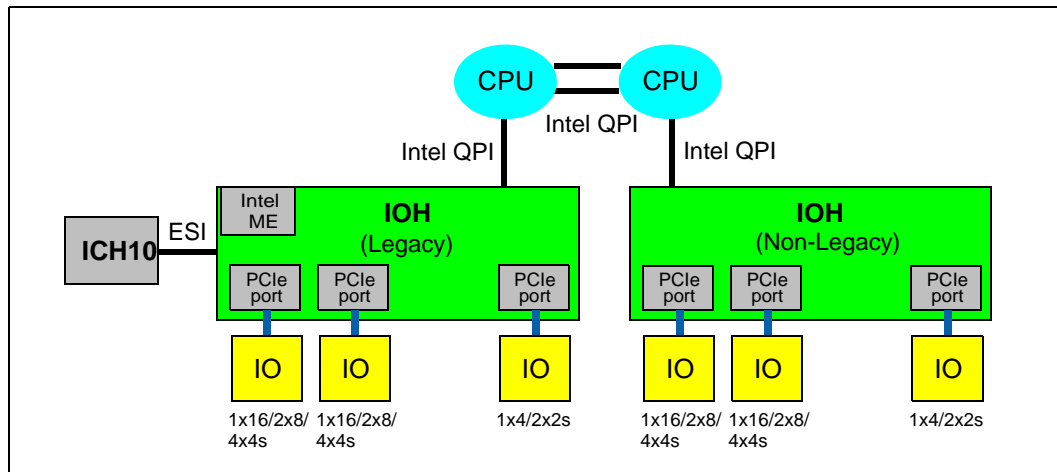 CPU
CPU
Intel QPI
Intel QPI
Intel QPI
Intel
ME
IOH
(Legacy)
IOH
(Non-Legacy)
ICH10
ESI
PCIe
port
PCIe
port
PCIe
port
PCIe
port
PCIe
port
PCIe
port
IO
IO
IO
IO
IO
IO
1x16/2x8/
4x4s
1x16/2x8/
4x4s
1x4/2x2s
1x16/2x8/
4x4s
1x16/2x8/
4x4s
1x4/2x2s